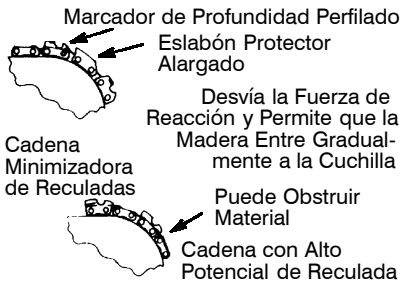 Marcador de Profundidad Perfilado
Eslabón Protector
Alargado
Desvía la Fuerza de
Reacción y Permite que la
Madera Entre Gradual-
mente a la Cuchilla
Cadena
Minimizadora
de Reculadas
Puede Obstruir
Material
Cadena con Alto
Potencial de Reculada